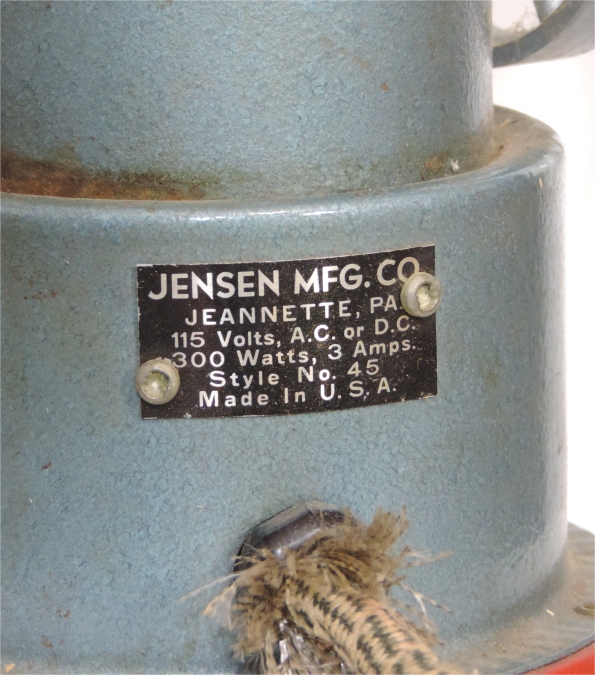 JENSEN MFG. CO
JEANNETTE, PA.
115 Volts, A.C. or D.C.
300 Watts, 3 Amps.
Style No. 45
Made In U. S. A.